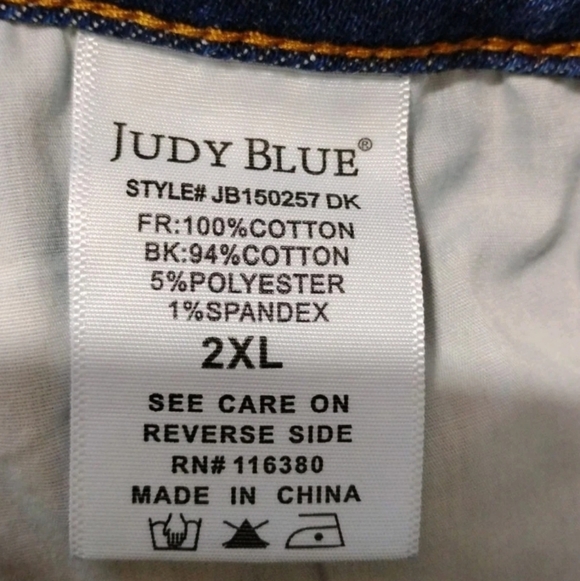 JUDY BLUE®
STYLE# JB150257 DK
FR:100%COTTON
BK:94%COTTON
5%POLYESTER
1%SPANDEX
2XL
SEE CARE ON
REVERSE SIDE
RN# 116380
MADE IN CHINA